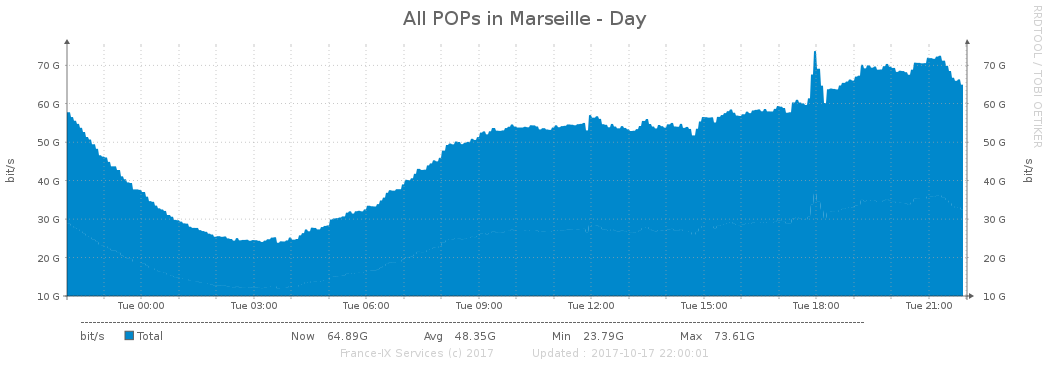 All POPs in Marseille - Day
RRDTOOL / TOBI OETIKER
bit/s
70 G
60 G
50 G
40 G
30 G
20 G
10 G
70 G
60 G
50 G
40 G
30 G
20 G
10 G
bit/s
Tue 00:00 Tue 03:00 Tue 06:00 Tue 09:00 Tue 12:00 Tue 15:00 Tue 18:00 Tue 21:00
bit/s Total Now 64.89G Avg 48.35G Min 23.79G Max 73.61G
France-IX Services (c) 2017 Updated : 2017-10-17 22:00:01